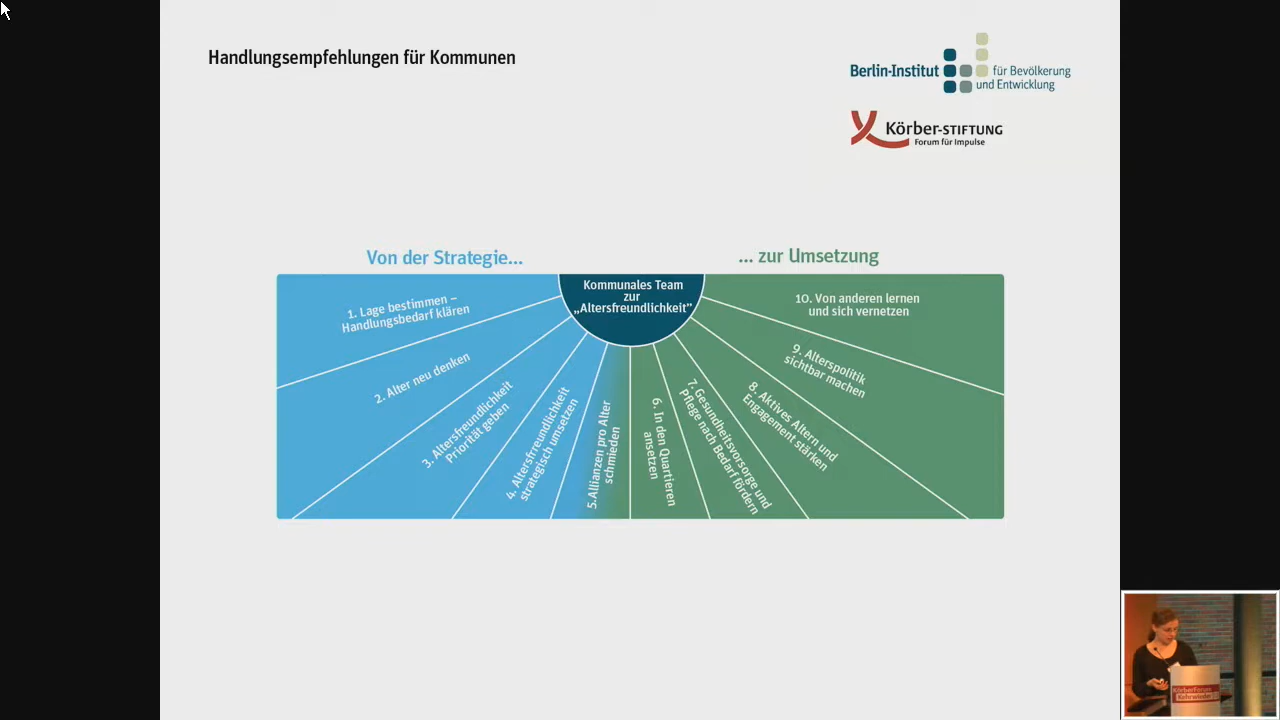 Handlungsempfehlungen für Kommunen
Berlin-Institut
für Bevölkerung
und Entwicklung
Körber-STIFTUNG
Forum für Impulse
Von der Strategie...
... zur Umsetzung
Kommunales Team
zur
„Altersfreundlichkeit”
1. Lage bestimmen –
Handlungsbedarf klären
2. Alter neu denken
3. Altersfreundlichkeit
Priorität geben
4. Altersfreundlichkeit
strategisch umsetzen
5.Allianzen pro Alter
schmieden
6. In den Quartieren
ansetzen
7. Gesundheitsvorsorge und
Pflege nach Bedarf fördern
8. Aktives Altern und
Engagement stärken
9. Alterspolitik
sichtbar machen
10. Von anderen lernen
und sich vernetzen
KörberForum
Kehrwieder 12